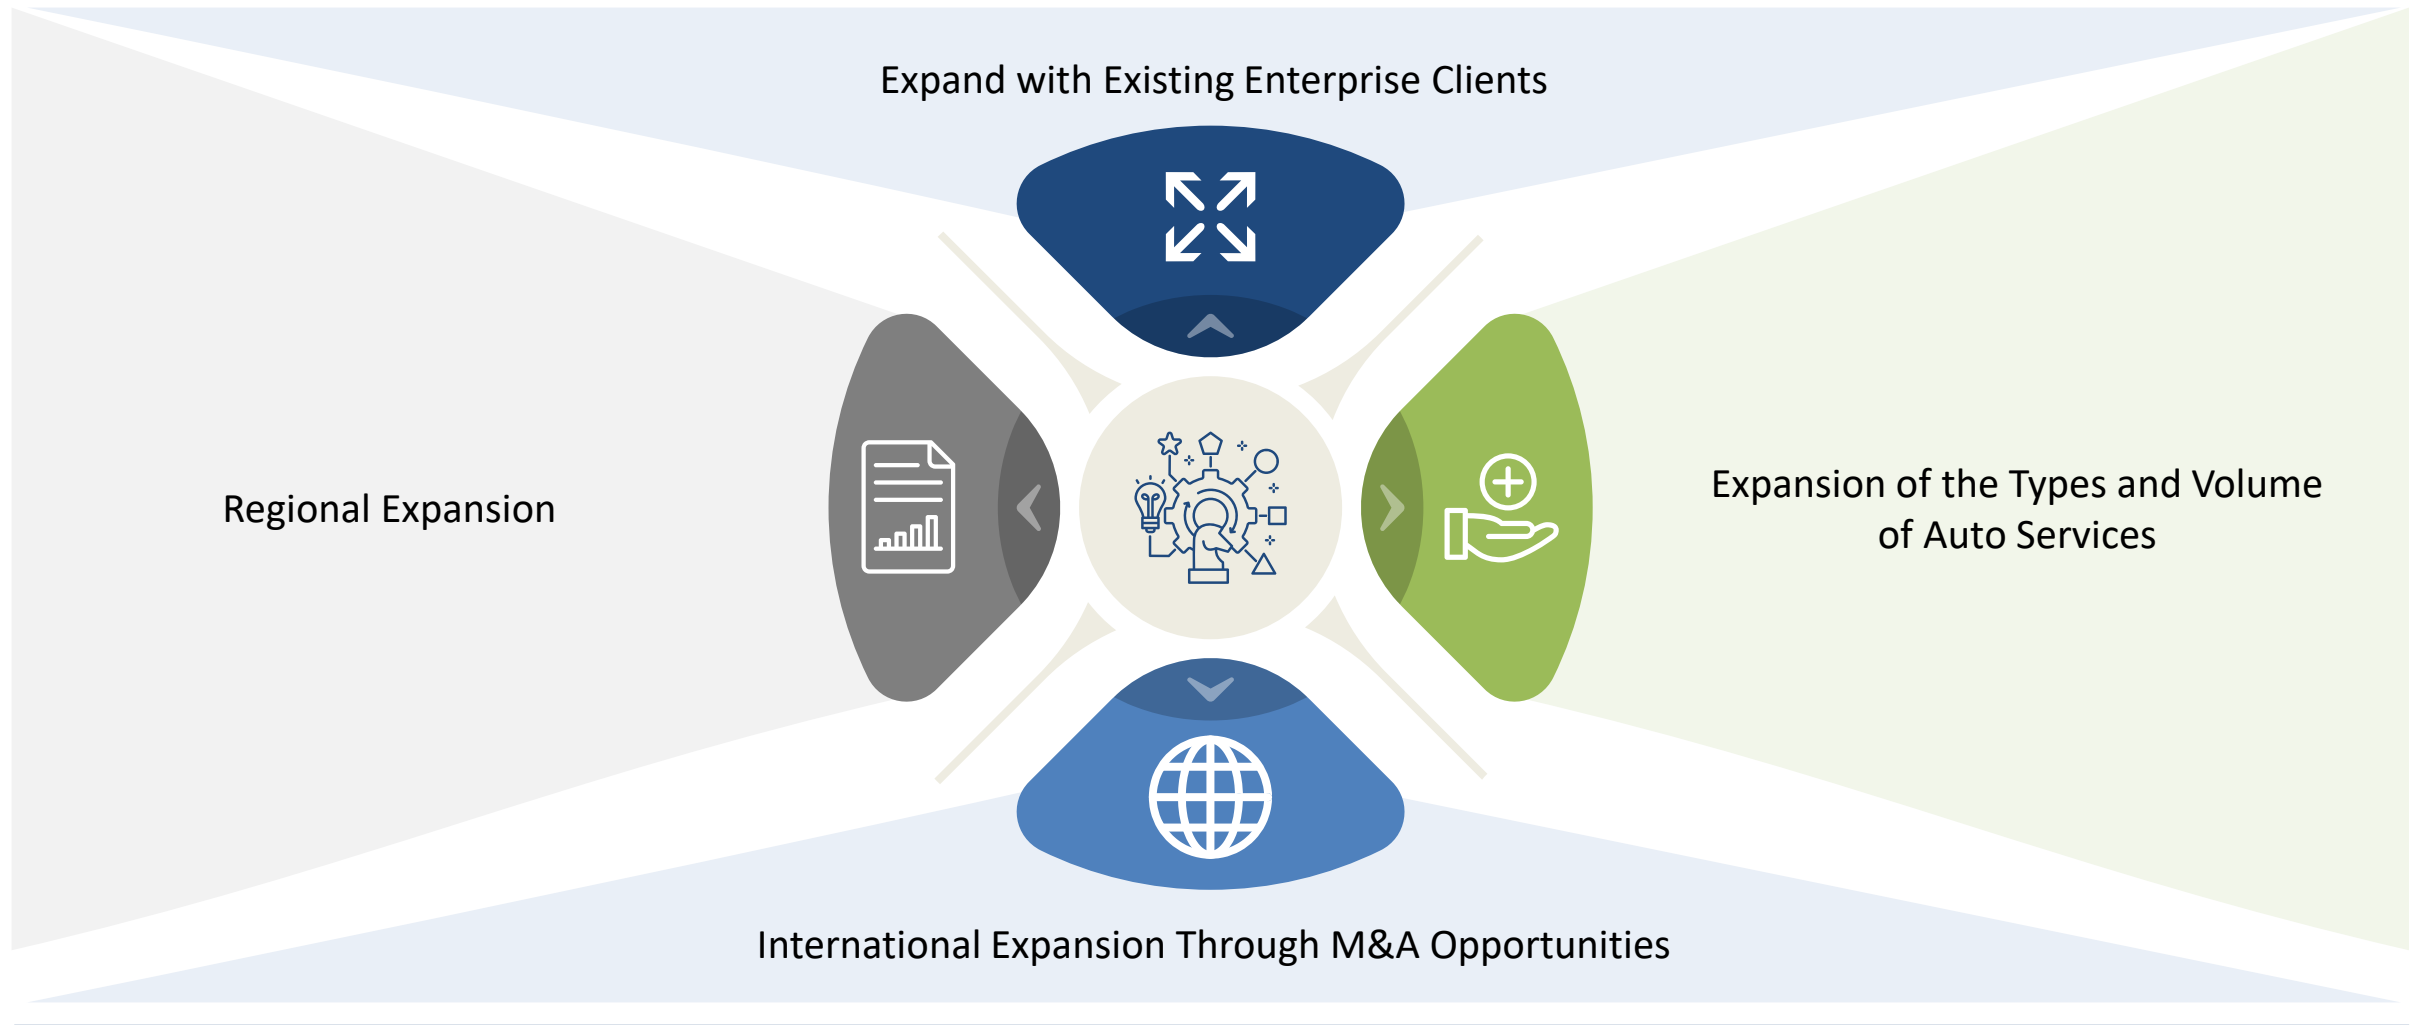 Expand with Existing Enterprise Clients
Regional Expansion
Expansion of the Types and Volume
of Auto Services
International Expansion Through M&A Opportunities